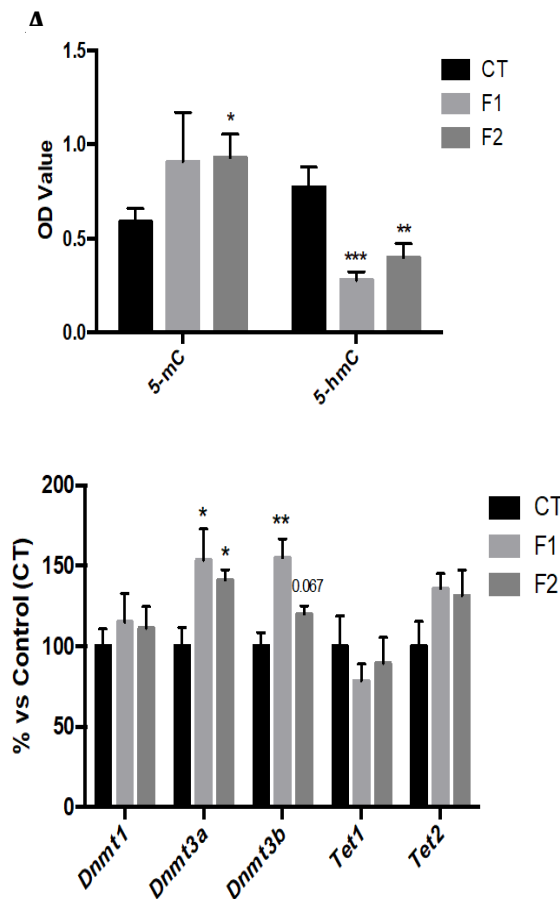 A
1.5
1.0
0.5
0.0
OD Value
*
***
**
5-mC
5-hmC
CT
F1
F2
200
150
100
50
0
% vs Control (CT)
*
*
**
0.067
Dnmt1
Dnmt3a
Dnmt3b
Tet1
Tet2
CT
F1
F2